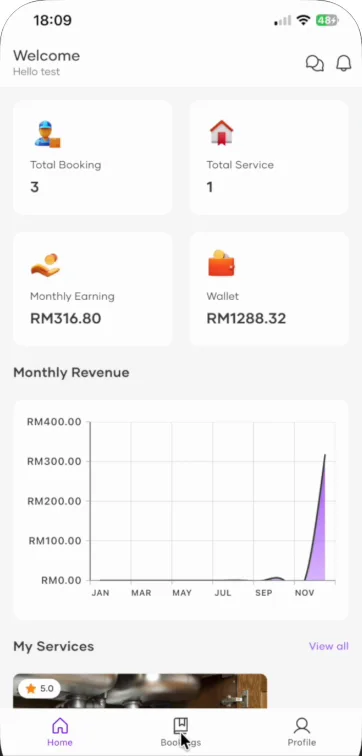 18:09
48
Welcome
Hello test
Total Booking
3
Total Service
1
Monthly Earning
RM316.80
Wallet
RM1288.32
Monthly Revenue
RM400.00
RM300.00
RM200.00
RM100.00
RM0.00
JAN MAR MAY JUL SEP NOV
My Services View all
5.0
Home Bookings Profile